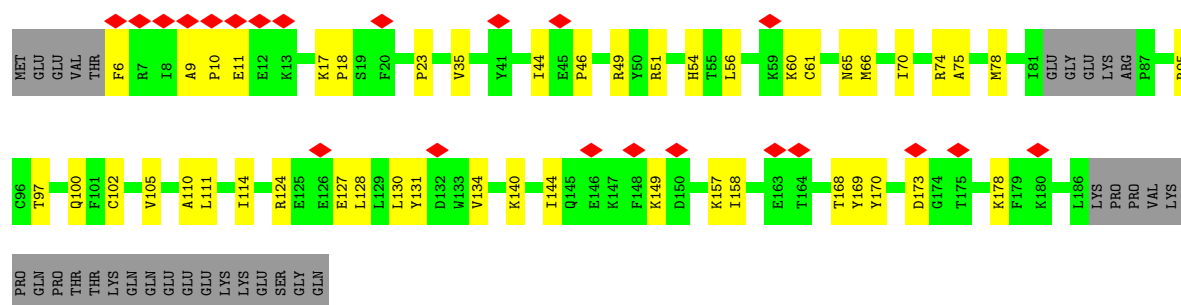 MET GLU GLU VAL THR F6 R7 I8 A9 P10 E11 E12 K13 K17 P18 S19 F20 P23 V35 Y41 I44 E45 P46 R49 Y50 R51 H54 T55 L56 K59 K60 C61 N65 M66 I70 R74 A75 M78 I81 GLU GLY GLU LYS ARG P87
C96 T97 Q100 F101 C102 V105 A110 L111 I114 R124 E125 E126 E127 L128 L129 L130 Y131 D132 W133 V134 K140 I144 Q145 E146 K147 F148 K149 D150 K157 I158 E163 T164 T168 Y169 Y170 D173 G174 T175 K178 F179 K180 L186 LYS PRO PRO VAL LYS
PRO GLN PRO THR THR LYS GLN GLN GLU GLU GLU LYS LYS GLU SER GLY GLN